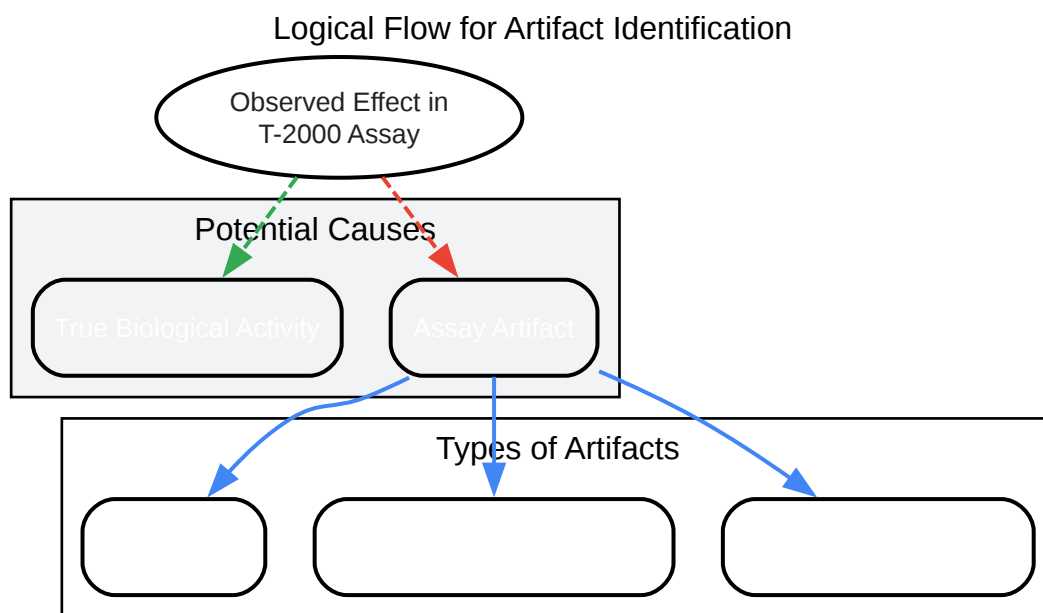 Logical Flow for Artifact Identification
Observed Effect in
T-2000 Assay
Potential Causes
True Biological Activity
Assay Artifact
Types of Artifacts